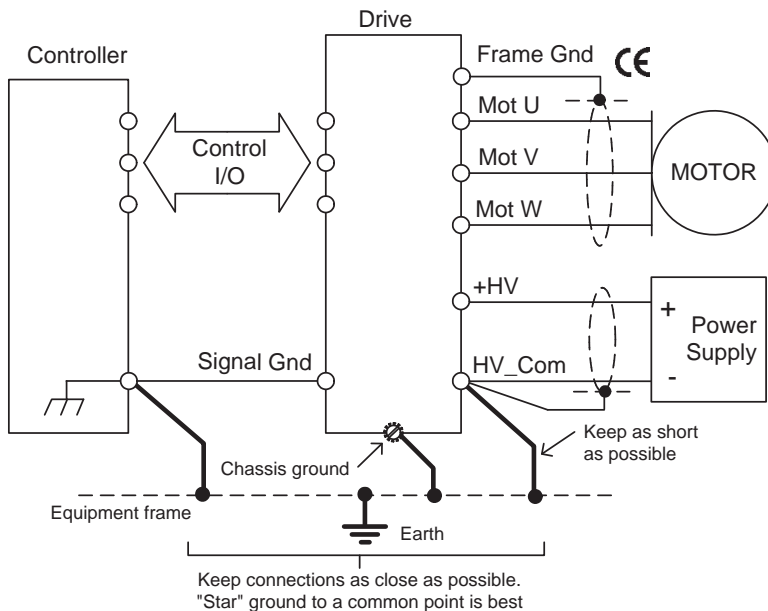 Drive
Controller
Frame Gnd
CE
Mot U
Control
I/O
Mot V
MOTOR
Mot W
+HV
+
Power
Supply
-
Signal Gnd
HV_Com
Keep as short
as possible
Chassis ground
Equipment frame
Earth
Keep connections as close as possible.
"Star" ground to a common point is best